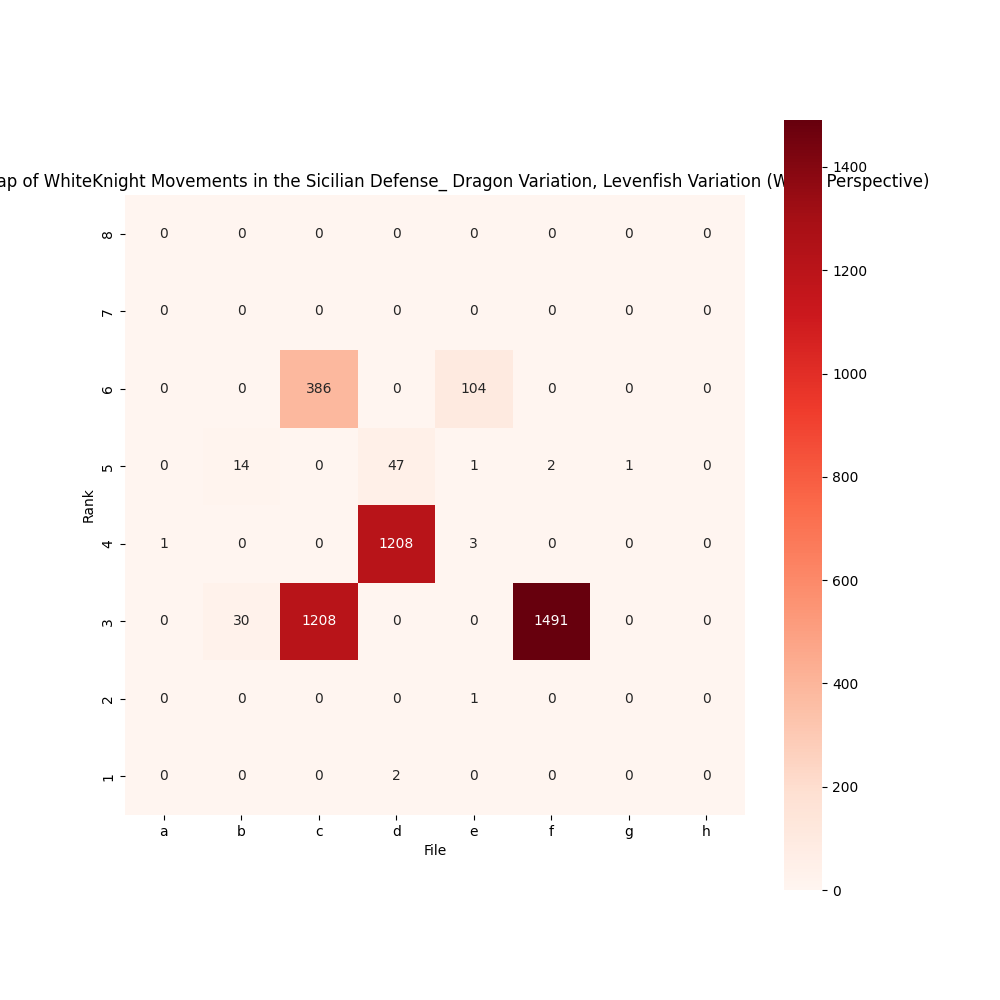 ap of WhiteKnight Movements in the Sicilian Defense_ Dragon Variation, Levenfish Variation (W Perspective)
1400
1200
1000
800
600
400
200
0
8 0 0 0 0 0 0 0 0
7 0 0 0 0 0 0 0 0
6 0 0 386 0 104 0 0 0
5 0 14 0 47 1 2 1 0
Rank
4 1 0 0 1208 3 0 0 0
3 0 30 1208 0 0 1491 0 0
2 0 0 0 0 1 0 0 0
1 0 0 0 2 0 0 0 0
a b c d e f g h
File